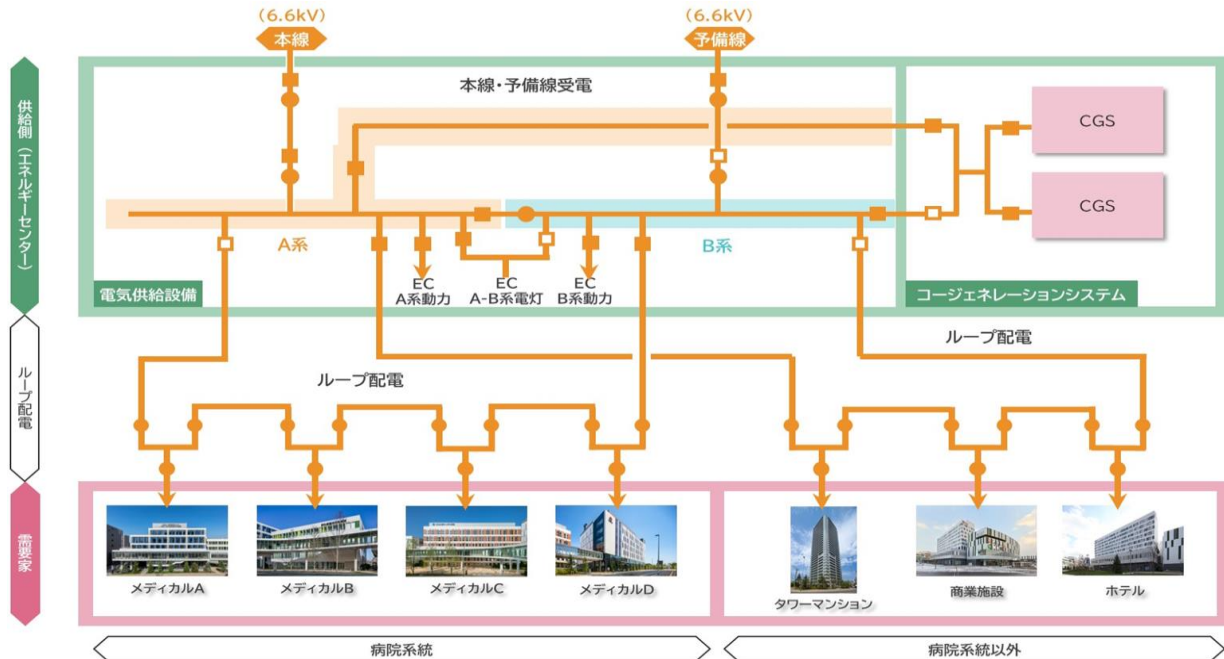 (6.6kV)
本線
(6.6kV)
予備線
供給側(エネルギーセンター)
本線・予備線受電
CGS
CGS
A系
B系
EC
A系動力
EC
A-B系電灯
EC
B系動力
電気供給設備
コージェネレーションシステム
ループ配電
ループ配電
ループ配電
需要家
メディカルA
メディカルB
メディカルC
メディカルD
タワーマンション
商業施設
ホテル
病院系統
病院系統以外